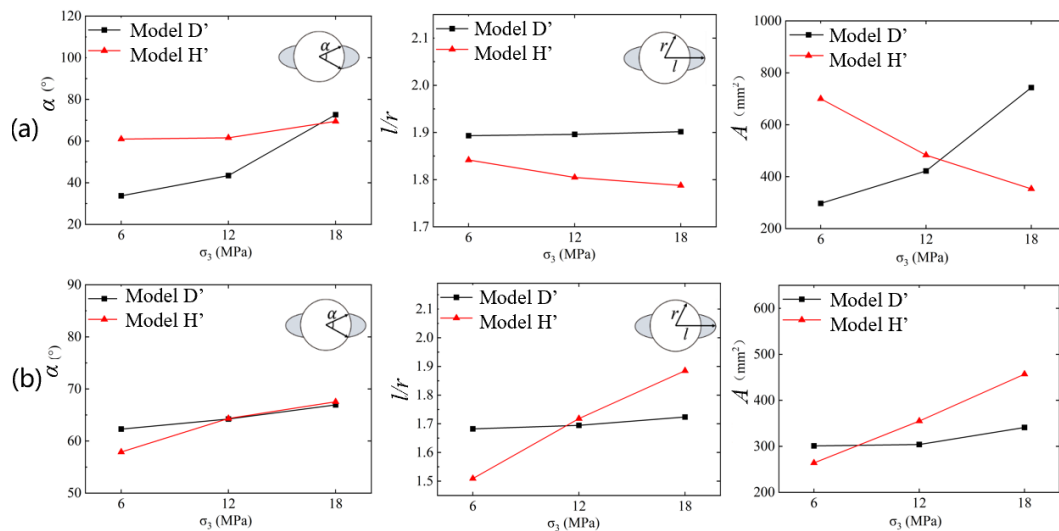 (a)
120
100
80
60
40
20
α (°)
Model D’
Model H’
α
6
12
18
σ₃ (MPa)
2.1
2.0
1.9
1.8
1.7
l/r
Model D’
Model H’
r
l
6
12
18
σ₃ (MPa)
1000
800
600
400
200
A (mm²)
Model D’
Model H’
6
12
18
σ₃ (MPa)
(b)
90
80
70
60
50
α (°)
Model D’
Model H’
α
6
12
18
σ₃ (MPa)
2.1
2.0
1.9
1.8
1.7
1.6
1.5
l/r
Model D’
Model H’
r
l
6
12
18
σ₃ (MPa)
600
500
400
300
200
A (mm²)
Model D’
Model H’
6
12
18
σ₃ (MPa)